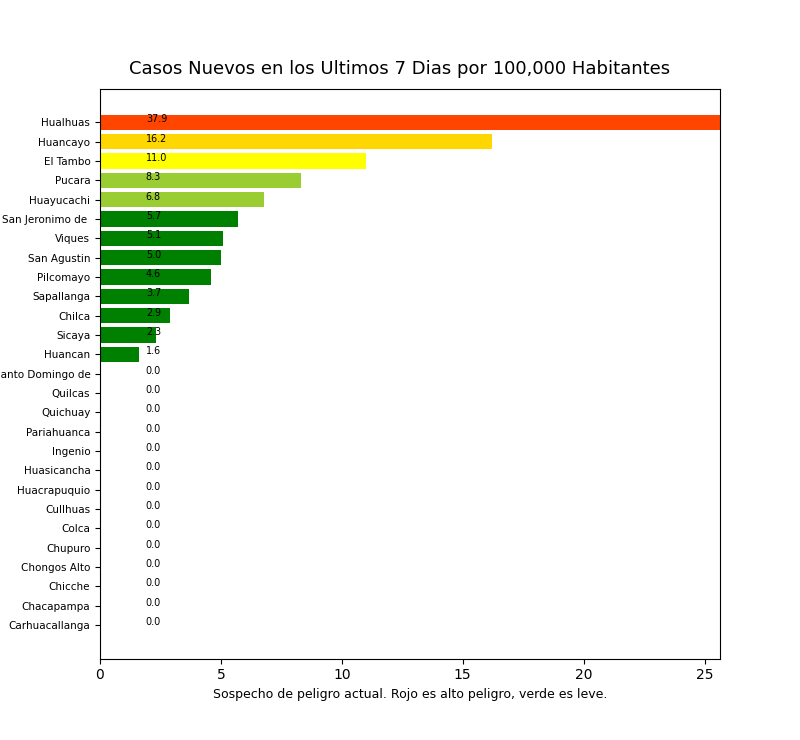 Casos Nuevos en los Ultimos 7 Dias por 100,000 Habitantes
Hualhuas 37.9
Huancayo 16.2
El Tambo 11.0
Pucara 8.3
Huayucachi 6.8
San Jeronimo de 5.7
Viques 5.1
San Agustin 5.0
Pilcomayo 4.6
Sapallanga 3.7
Chilca 2.9
Sicaya 2.3
Huancan 1.6
anto Domingo de 0.0
Quilcas 0.0
Quichuay 0.0
Pariahuanca 0.0
Ingenio 0.0
Huasicancha 0.0
Huacrapuquio 0.0
Cullhuas 0.0
Colca 0.0
Chupuro 0.0
Chongos Alto 0.0
Chicche 0.0
Chacapampa 0.0
Carhuacallanga 0.0
0 5 10 15 20 25
Sospecho de peligro actual. Rojo es alto peligro, verde es leve.